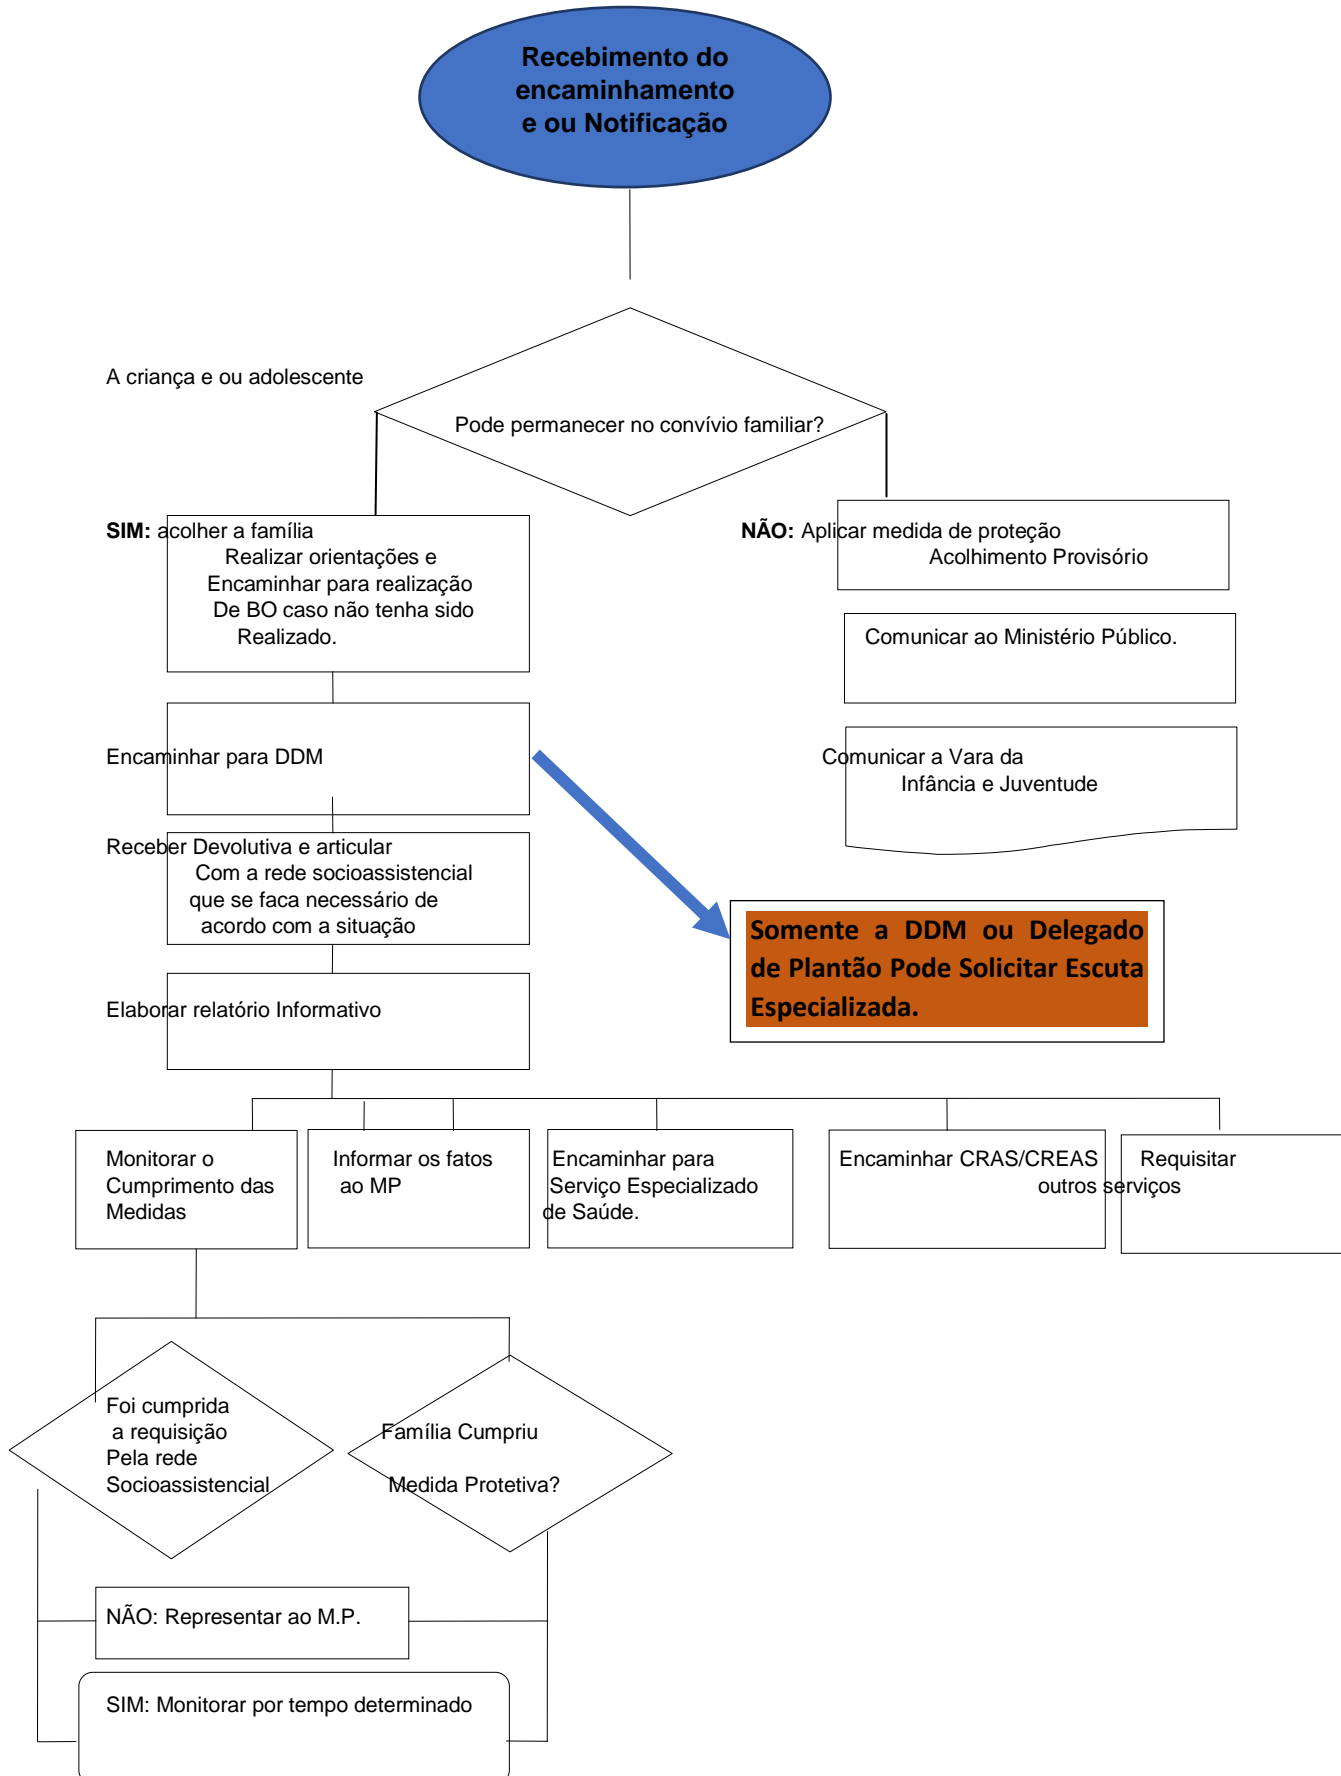 Recebimento do
encaminhamento
e ou Notificação
A criança e ou adolescente
Pode permanecer no convívio familiar?
SIM: acolher a família
Realizar orientações e
Encaminhar para realização
De BO caso não tenha sido
Realizado.
NÃO: Aplicar medida de proteção
Acolhimento Provisório
Comunicar ao Ministério Público.
Encaminhar para DDM
Comunicar a Vara da
Infância e Juventude
Receber Devolutiva e articular
Com a rede socioassistencial
que se faca necessário de
acordo com a situação
Somente a DDM ou Delegado
de Plantão Pode Solicitar Escuta
Especializada.
Elaborar relatório Informativo
Monitorar o
Cumprimento das
Medidas
Informar os fatos
ao MP
Encaminhar para
Serviço Especializado
de Saúde.
Encaminhar CRAS/CREAS
Requisitar
outros serviços
Foi cumprida
a requisição
Pela rede
Socioassistencial
Família Cumpriu
Medida Protetiva?
NÃO: Representar ao M.P.
SIM: Monitorar por tempo determinado